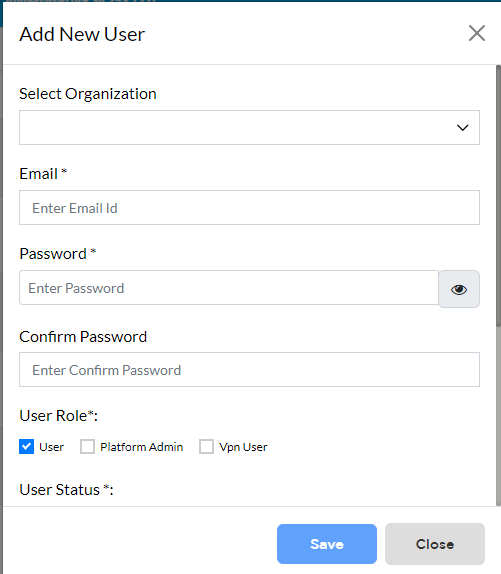 Add New User
Select Organization
Email *
Enter Email Id
Password *
Enter Password
Confirm Password
Enter Confirm Password
User Role*:
User Platform Admin Vpn User
User Status *:
Save Close